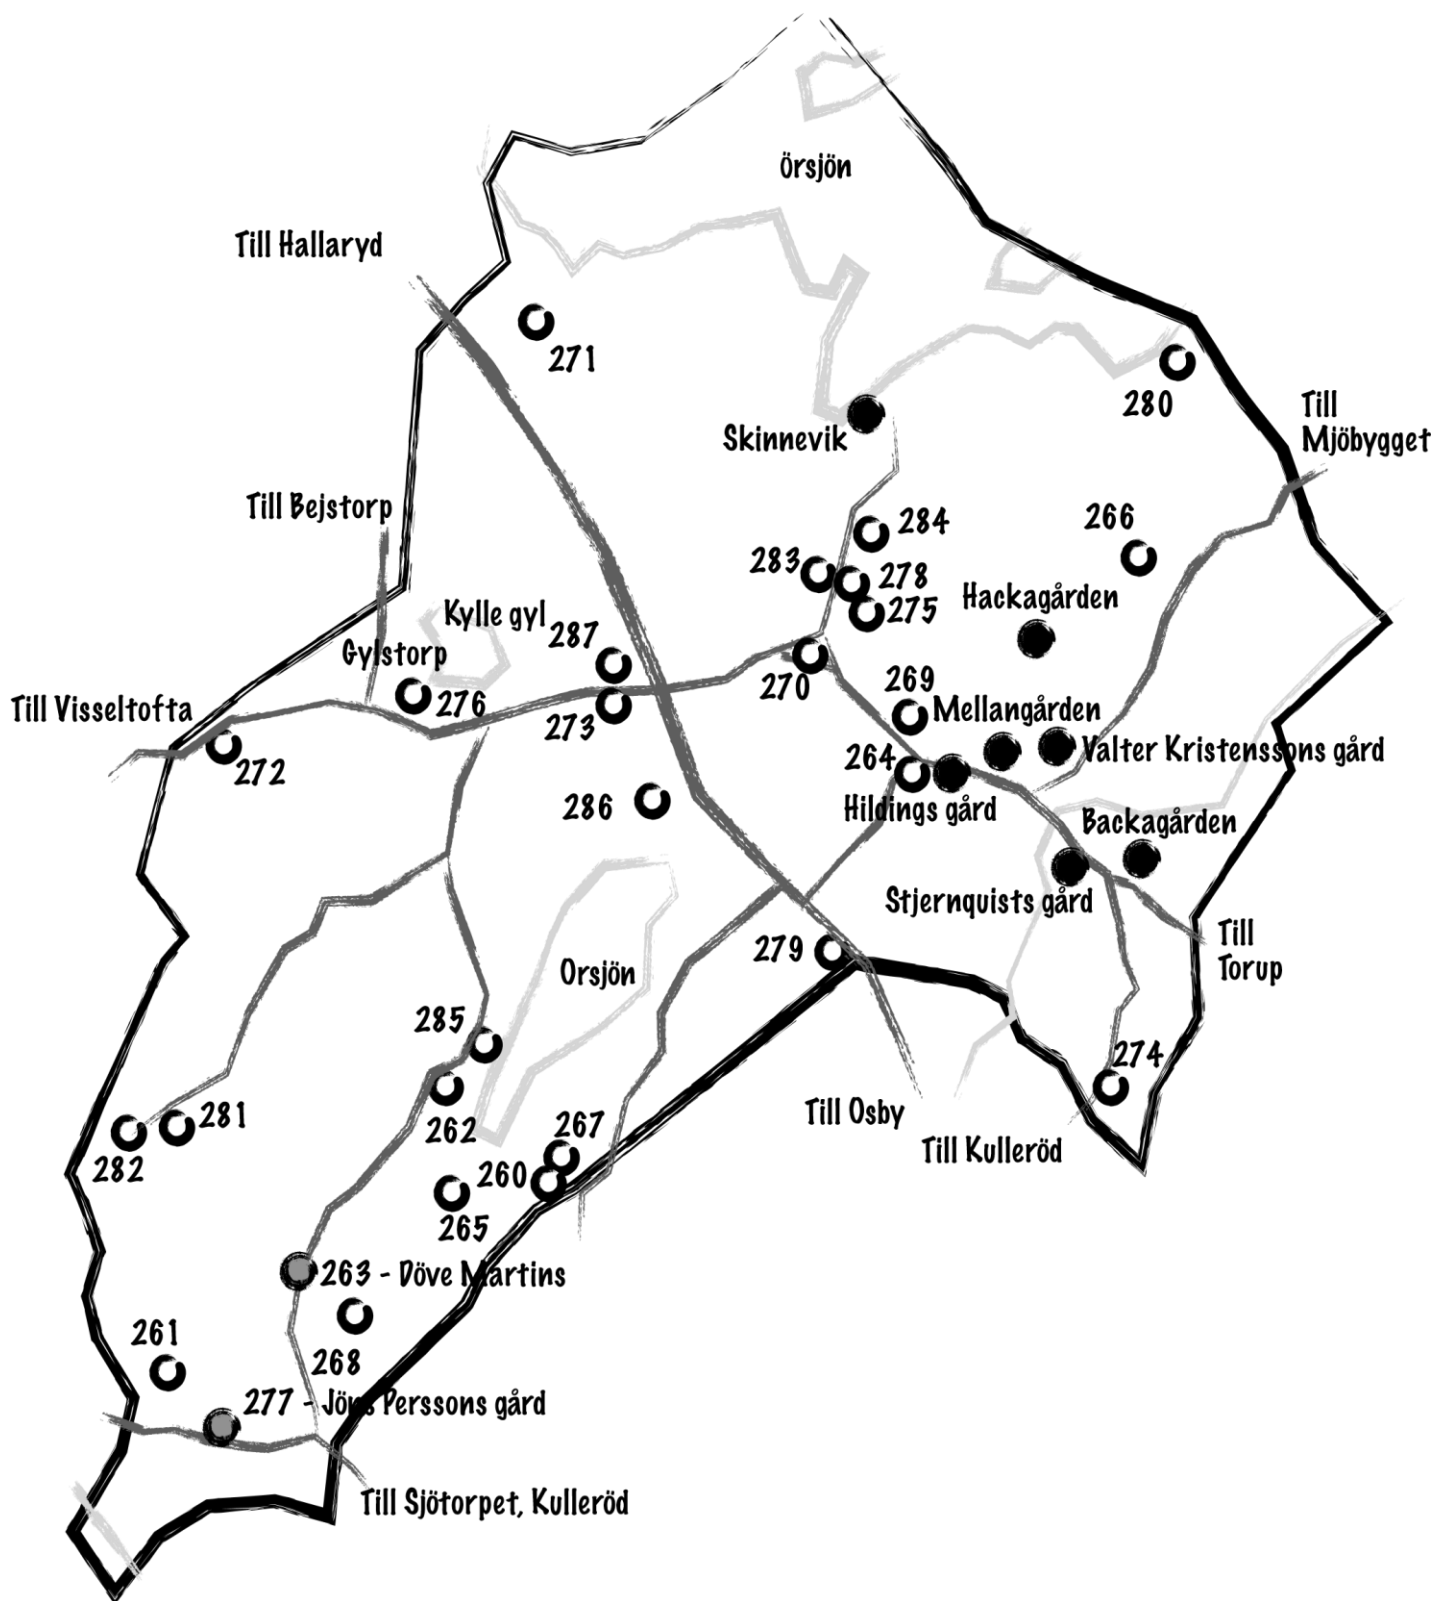 Örsjön
Till Hallaryd
271
280
Till
Mjöbygget
Skinnevik
Till Bejstorp
284
266
283
278
Hackagården
275
Kylle gyl
287
Gylstorp
270
269
276
Till Visseltofta
273
Mellangården
272
264
Valter Kristenssons gård
286
Hildings gård
Backagården
Stjernquists gård
279
Till
Torup
Orsjön
285
274
281
262
Till Osby
267
Till Kulleröd
282
260
265
263 - Döve Martins
261
268
277 - Jöns Perssons gård
Till Sjötorpet, Kulleröd